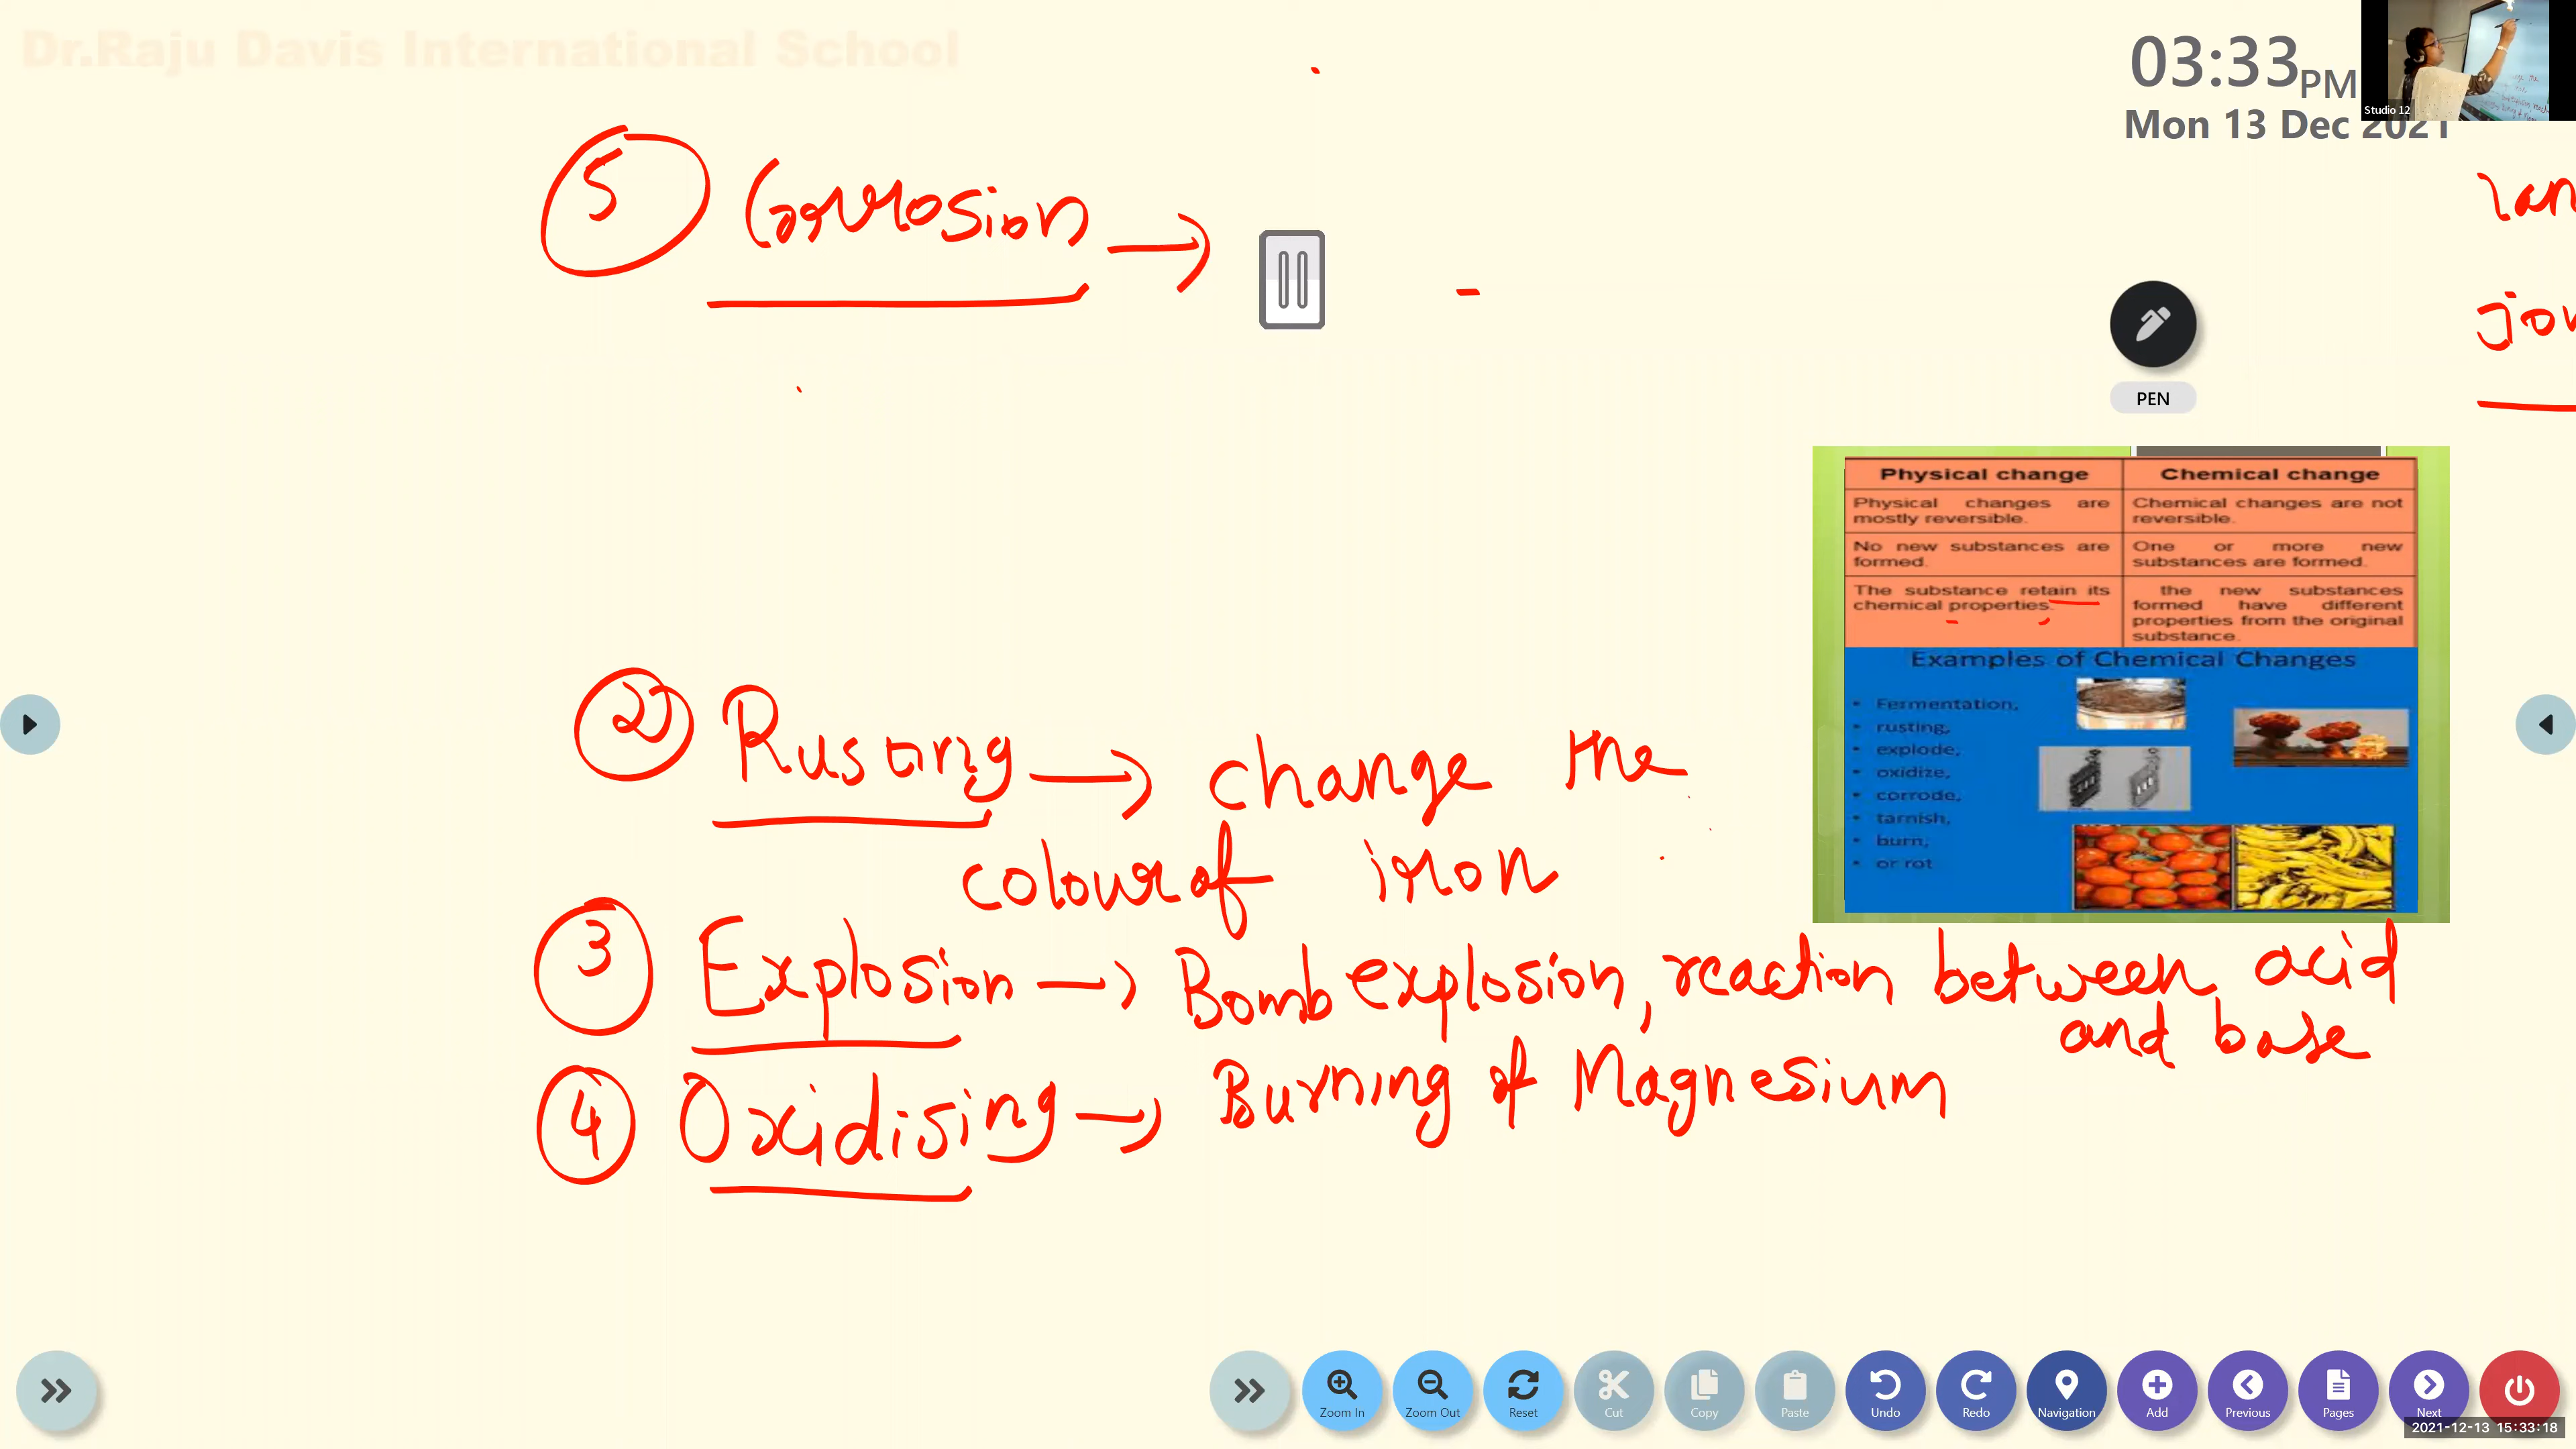 Dr.Raju Davis International School
03:33 PM
Mon 13 Dec 2021
Studio 12
5 Corrosion →
PEN
Physical change
Chemical change
Physical changes are mostly reversible.
Chemical changes are not reversible.
No new substances are formed.
One or more new substances are formed.
The substance retain its chemical properties.
the new substances formed have different properties from the original substance.
Examples of Chemical Changes
• Fermentation,
• rusting,
• explode,
• oxidize,
• corrode,
• tarnish,
• burn,
• or rot
2) Rusting → change the
colour of iron
3 Explosion → Bomb explosion, reaction between acid
and base
4 Oxidising → Burning of Magnesium
Zoom In
Zoom Out
Reset
Cut
Copy
Paste
Undo
Redo
Navigation
Add
Previous
Pages
Next
2021-12-13 15:33:18